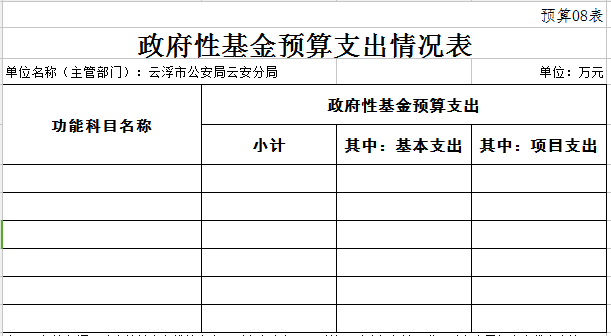 预算08表
政府性基金预算支出情况表
单位名称（主管部门）：云浮市公安局云安分局 单位：万元
功能科目名称 政府性基金预算支出
小计 其中：基本支出 其中：项目支出